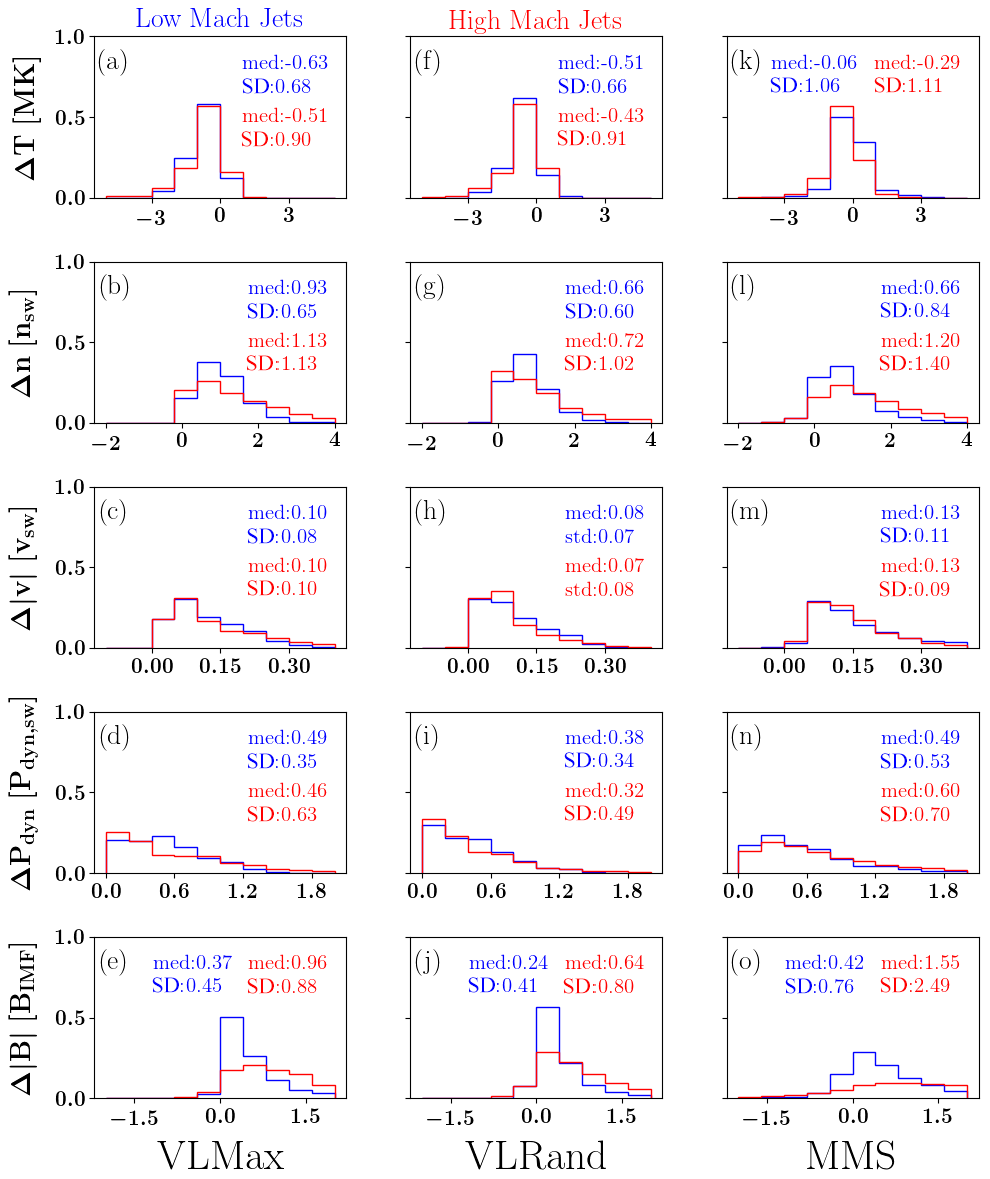 Low Mach Jets High Mach Jets
ΔT [MK]
1.0
0.5
0.0
(a)
med:-0.63
SD:0.68
med:-0.51
SD:0.90
−3 0 3
(f)
med:-0.51
SD:0.66
med:-0.43
SD:0.91
−3 0 3
(k)
med:-0.06 med:-0.29
SD:1.06 SD:1.11
−3 0 3
Δn [n_sw]
1.0
0.5
0.0
(b)
med:0.93
SD:0.65
med:1.13
SD:1.13
−2 0 2 4
(g)
med:0.66
SD:0.60
med:0.72
SD:1.02
−2 0 2 4
(l)
med:0.66
SD:0.84
med:1.20
SD:1.40
−2 0 2 4
Δ|v| [v_sw]
1.0
0.5
0.0
(c)
med:0.10
SD:0.08
med:0.10
SD:0.10
0.00 0.15 0.30
(h)
med:0.08
std:0.07
med:0.07
std:0.08
0.00 0.15 0.30
(m)
med:0.13
SD:0.11
med:0.13
SD:0.09
0.00 0.15 0.30
ΔP_dyn [P_dyn,sw]
1.0
0.5
0.0
(d)
med:0.49
SD:0.35
med:0.46
SD:0.63
0.0 0.6 1.2 1.8
(i)
med:0.38
SD:0.34
med:0.32
SD:0.49
0.0 0.6 1.2 1.8
(n)
med:0.49
SD:0.53
med:0.60
SD:0.70
0.0 0.6 1.2 1.8
Δ|B| [B_IMF]
1.0
0.5
0.0
(e)
med:0.37 med:0.96
SD:0.45 SD:0.88
−1.5 0.0 1.5
(j)
med:0.24 med:0.64
SD:0.41 SD:0.80
−1.5 0.0 1.5
(o)
med:0.42 med:1.55
SD:0.76 SD:2.49
−1.5 0.0 1.5
VLMax VLRand MMS